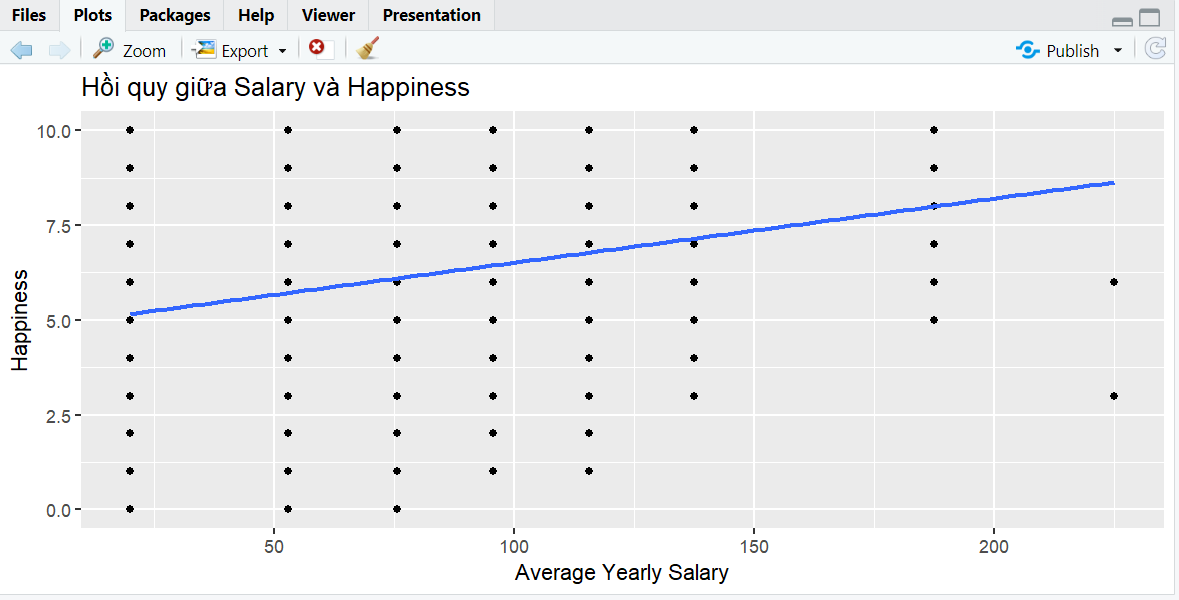 Files Plots Packages Help Viewer Presentation
Zoom Export Publish
Hồi quy giữa Salary và Happiness
Happiness
10.0
7.5
5.0
2.5
0.0
50 100 150 200
Average Yearly Salary